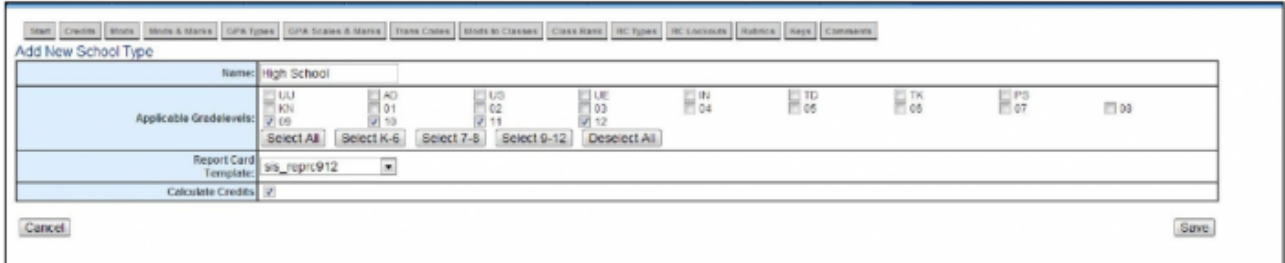 Start Credits Mods Mods & Marks GPA Types GPA Scales & Marks Trans Codes Mods to Classes Class Rank RC Types RC Lockouts Rubrics Keys Comments
Add New School Type
Name: High School
UU AD US UE IN TD TK PS
KN 01 02 03 04 05 06 07 08
Applicable Gradelevels:
09 10 11 12
Select All Select K-6 Select 7-8 Select 9-12 Deselect All
Report Card
Template: sis_reprc912
Calculate Credits
Cancel Save